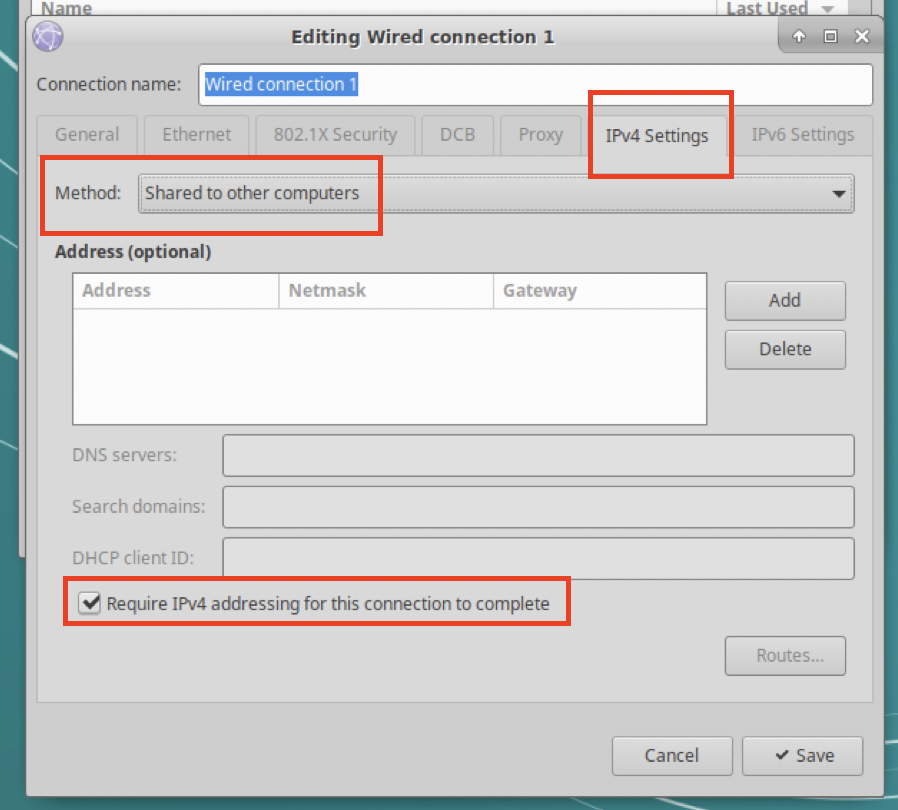 Name Last Used
Editing Wired connection 1
Connection name: Wired connection 1
General Ethernet 802.1X Security DCB Proxy IPv4 Settings IPv6 Settings
Method: Shared to other computers
Address (optional)
Address Netmask Gateway
Add
Delete
DNS servers:
Search domains:
DHCP client ID:
Require IPv4 addressing for this connection to complete
Routes...
Cancel Save